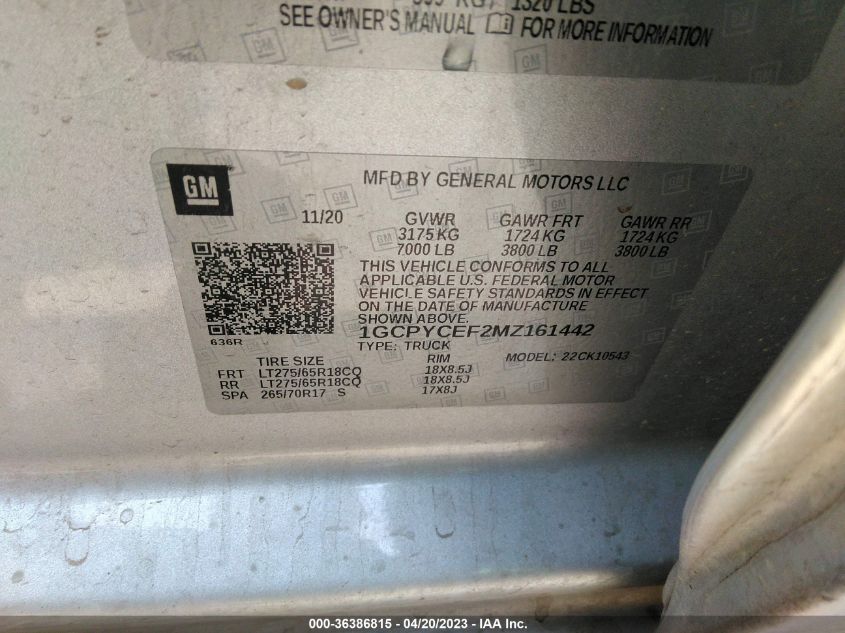 KG, 1320 LBS
SEE OWNER'S MANUAL FOR MORE INFORMATION
GM
MFD BY GENERAL MOTORS LLC
11/20 GVWR GAWR FRT GAWR RR
3175 KG 1724 KG 1724 KG
7000 LB 3800 LB 3800 LB
THIS VEHICLE CONFORMS TO ALL
APPLICABLE U.S. FEDERAL MOTOR
VEHICLE SAFETY STANDARDS IN EFFECT
ON THE DATE OF MANUFACTURE
SHOWN ABOVE.
1GCPYCEF2MZ161442
636R
TYPE: TRUCK MODEL: 22CK10543
TIRE SIZE RIM
FRT LT275/65R18CQ 18X8.5J
RR LT275/65R18CQ 18X8.5J
SPA 265/70R17 S 17X8J
000-36386815 - 04/20/2023 - IAA Inc.